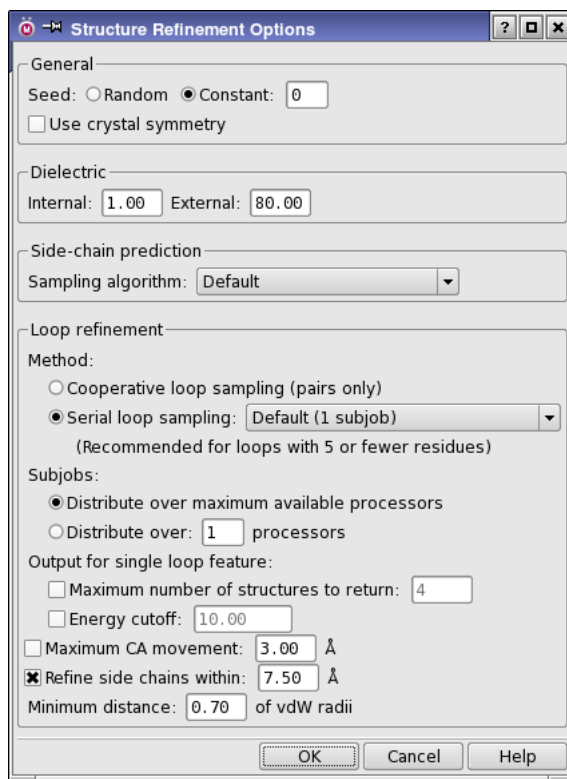 Structure Refinement Options
General
Seed: Random Constant: 0
Use crystal symmetry
Dielectric
Internal: 1.00 External: 80.00
Side-chain prediction
Sampling algorithm: Default
Loop refinement
Method:
Cooperative loop sampling (pairs only)
Serial loop sampling: Default (1 subjob)
(Recommended for loops with 5 or fewer residues)
Subjobs:
Distribute over maximum available processors
Distribute over: 1 processors
Output for single loop feature:
Maximum number of structures to return: 4
Energy cutoff: 10.00
Maximum CA movement: 3.00 Å
Refine side chains within: 7.50 Å
Minimum distance: 0.70 of vdW radii
OK Cancel Help